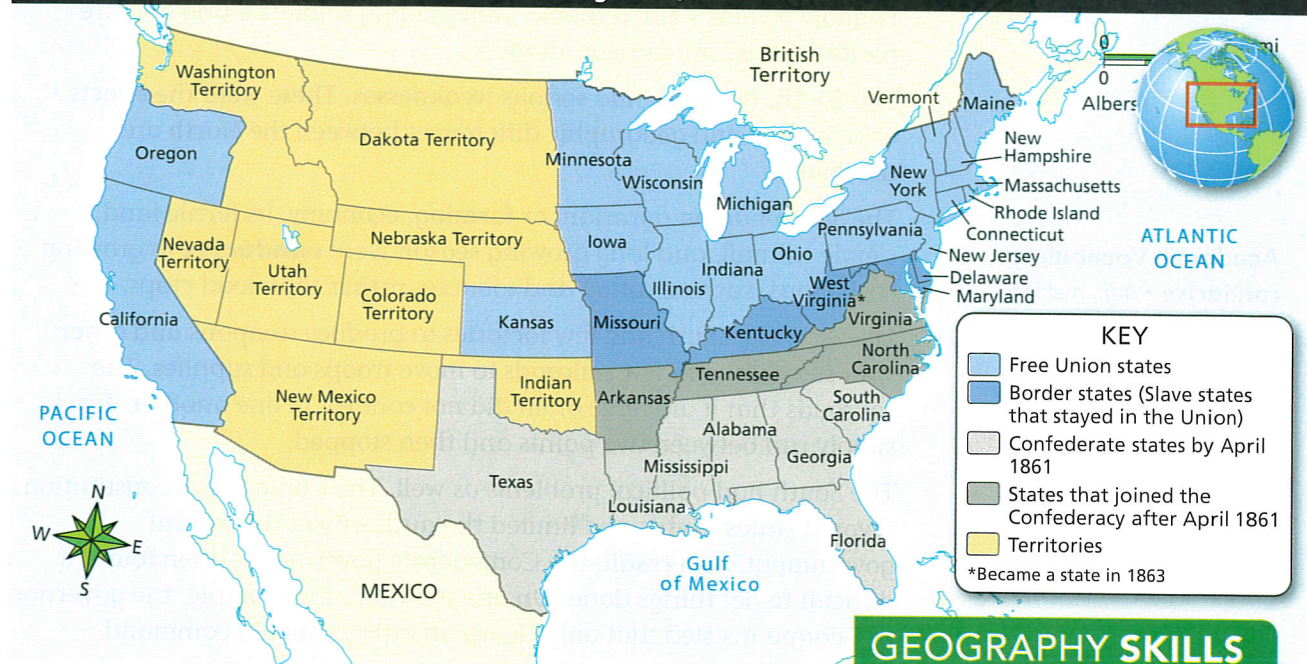 British
Territory
Washington
Territory
Vermont
Maine
0
mi
0
Albers
Oregon
Dakota Territory
Minnesota
New
Hampshire
Wisconsin
Michigan
New
York
Massachusetts
Rhode Island
Connecticut
Nevada
Territory
Nebraska Territory
Iowa
Pennsylvania
New Jersey
ATLANTIC
OCEAN
Utah
Territory
Ohio
Indiana
Illinois
Delaware
Maryland
Colorado
Territory
West
Virginia*
Virginia
California
Kansas
Missouri
Kentucky
North
Carolina
Tennessee
New Mexico
Territory
Indian
Territory
Arkansas
South
Carolina
PACIFIC
OCEAN
Alabama
Georgia
Mississippi
Texas
Louisiana
Florida
N
W
E
S
Gulf
of Mexico
MEXICO
KEY
Free Union states
Border states (Slave states
that stayed in the Union)
Confederate states by April
1861
States that joined the
Confederacy after April 1861
Territories
*Became a state in 1863
GEOGRAPHY SKILLS